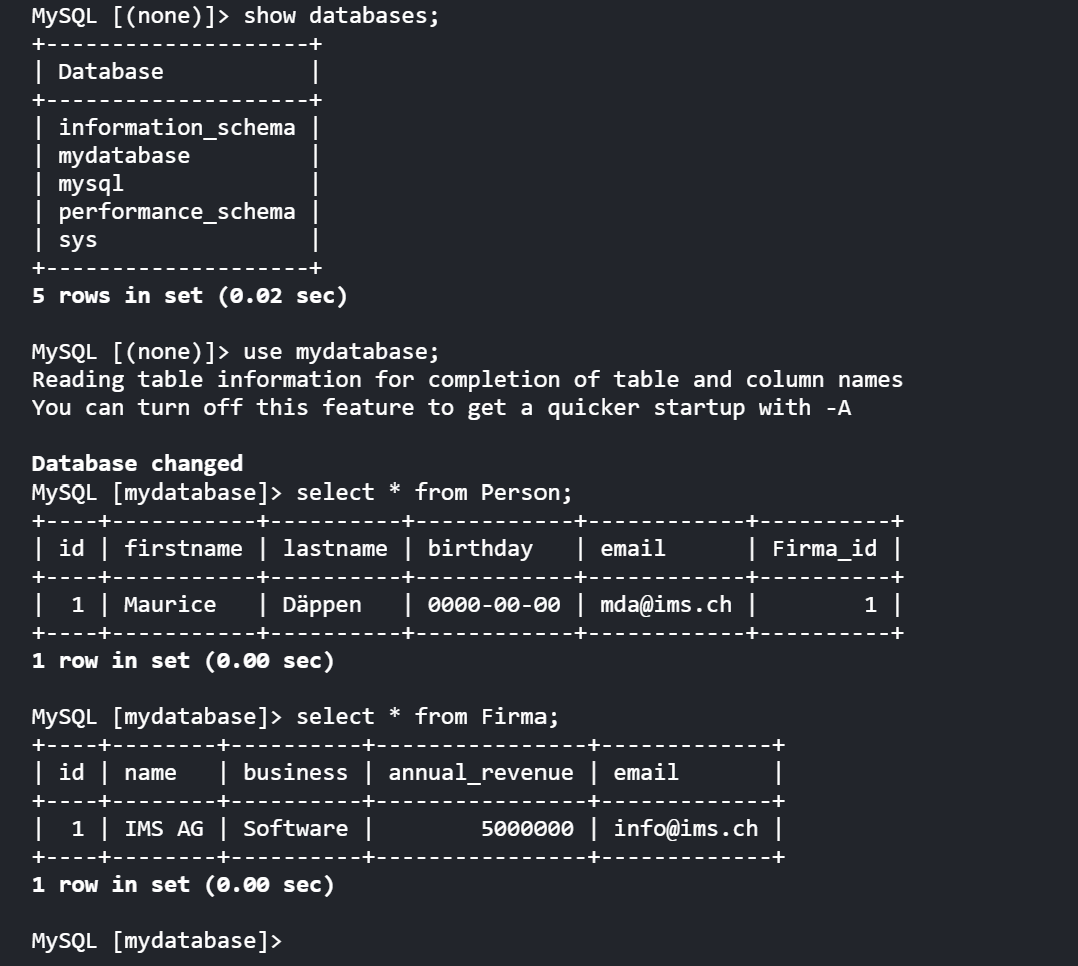 MySQL [(none)]> show databases;
+--------------------+
| Database           |
+--------------------+
| information_schema |
| mydatabase         |
| mysql              |
| performance_schema |
| sys                |
+--------------------+
5 rows in set (0.02 sec)

MySQL [(none)]> use mydatabase;
Reading table information for completion of table and column names
You can turn off this feature to get a quicker startup with -A

Database changed
MySQL [mydatabase]> select * from Person;
+----+-----------+----------+------------+------------+----------+
| id | firstname | lastname | birthday   | email      | Firma_id |
+----+-----------+----------+------------+------------+----------+
|  1 | Maurice   | Däppen   | 0000-00-00 | mda@ims.ch |        1 |
+----+-----------+----------+------------+------------+----------+
1 row in set (0.00 sec)

MySQL [mydatabase]> select * from Firma;
+----+--------+----------+----------------+-------------+
| id | name   | business | annual_revenue | email       |
+----+--------+----------+----------------+-------------+
|  1 | IMS AG | Software |        5000000 | info@ims.ch |
+----+--------+----------+----------------+-------------+
1 row in set (0.00 sec)

MySQL [mydatabase]>